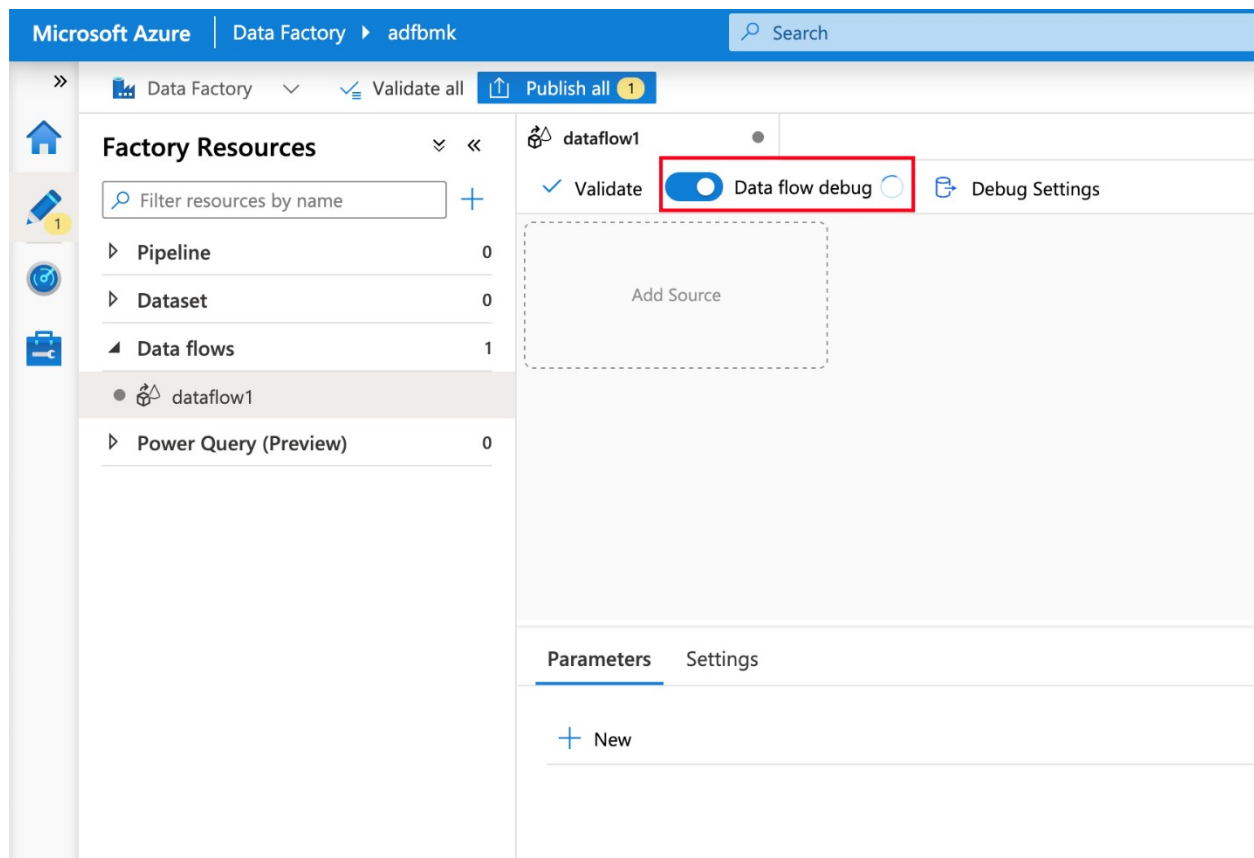 Microsoft Azure Data Factory adfbmk Search
Data Factory Validate all Publish all 1
Factory Resources
dataflow1
Validate Data flow debug Debug Settings
Filter resources by name
1
Pipeline 0
Add Source
Dataset 0
Data flows 1
dataflow1
Power Query (Preview) 0
Parameters Settings
New